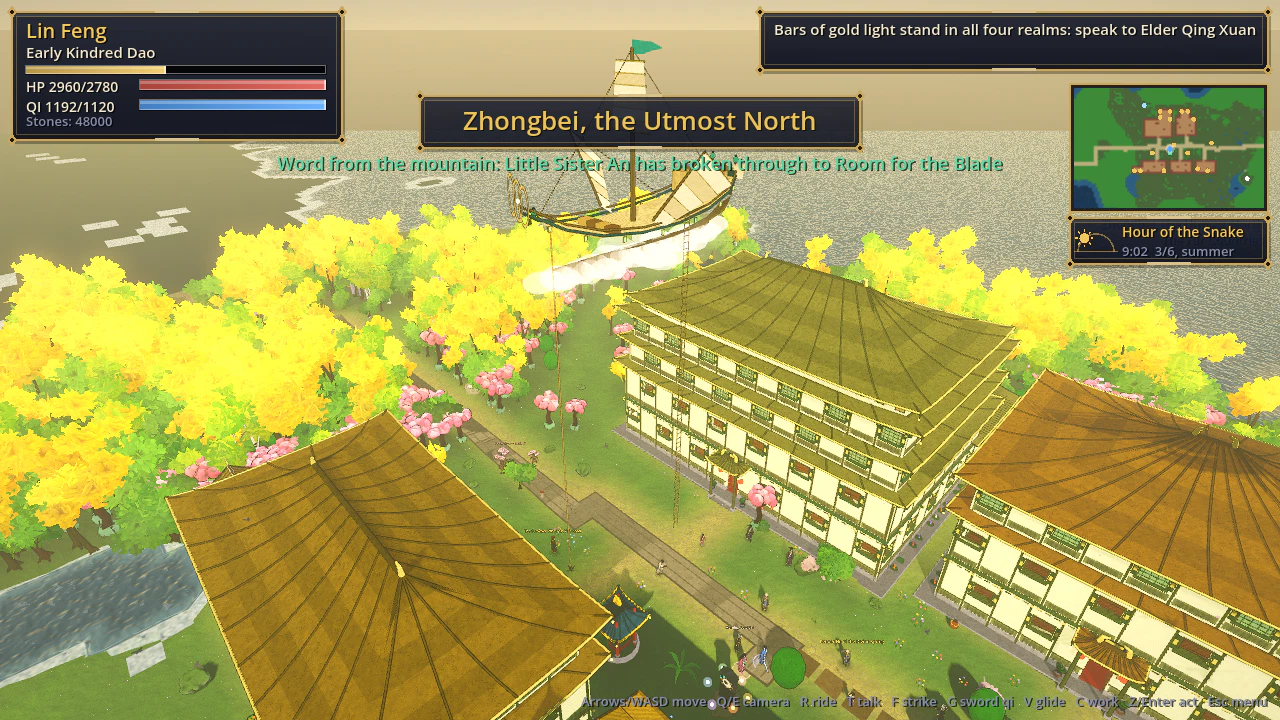 Lin Feng
Early Kindred Dao
HP 2960/2780
QI 1192/1120
Stones: 48000
Bars of gold light stand in all four realms: speak to Elder Qing Xuan
Zhongbei, the Utmost North
Word from the mountain: Little Sister An has broken through to Room for the Blade
Hour of the Snake
9:02 3/6, summer
Arrows/WASD move · Q/E camera · R ride · T talk · F strike · G sword qi · V glide · C work · Z/Enter act · Esc menu